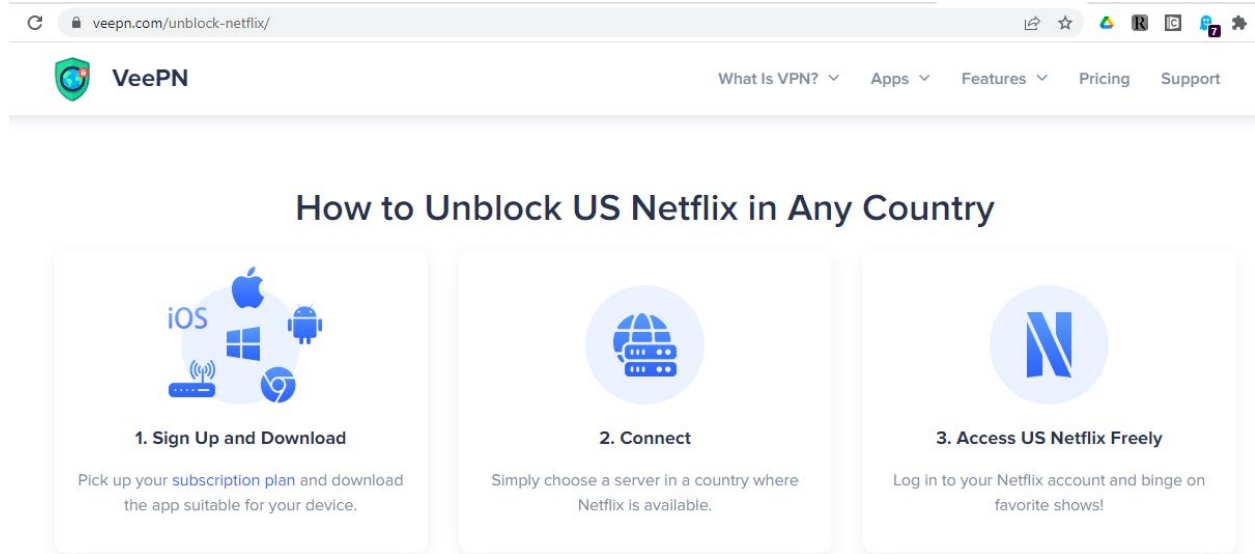 veepn.com/unblock-netflix/
R
C
7
VeePN
What Is VPN?
Apps
Features
Pricing
Support
How to Unblock US Netflix in Any Country
iOS
N
1. Sign Up and Download
Pick up your subscription plan and download
the app suitable for your device.
2. Connect
Simply choose a server in a country where
Netflix is available.
3. Access US Netflix Freely
Log in to your Netflix account and binge on
favorite shows!